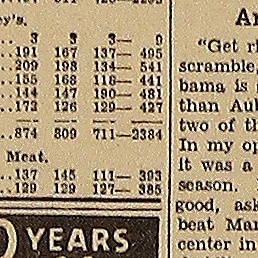 ey's.
3 3 3— 9
191 167 137— 495
209 198 134— 541
155 168 118— 441
144 147 190— 481
172 126 129— 427
874 809 711—2384
Meat.
137 145 111— 393
129 129 127— 385
YEARS
"Get ri
scramble;
bama is
than Aub
two of th
In my op
it was a
season.
good, ask
beat Mar
center in